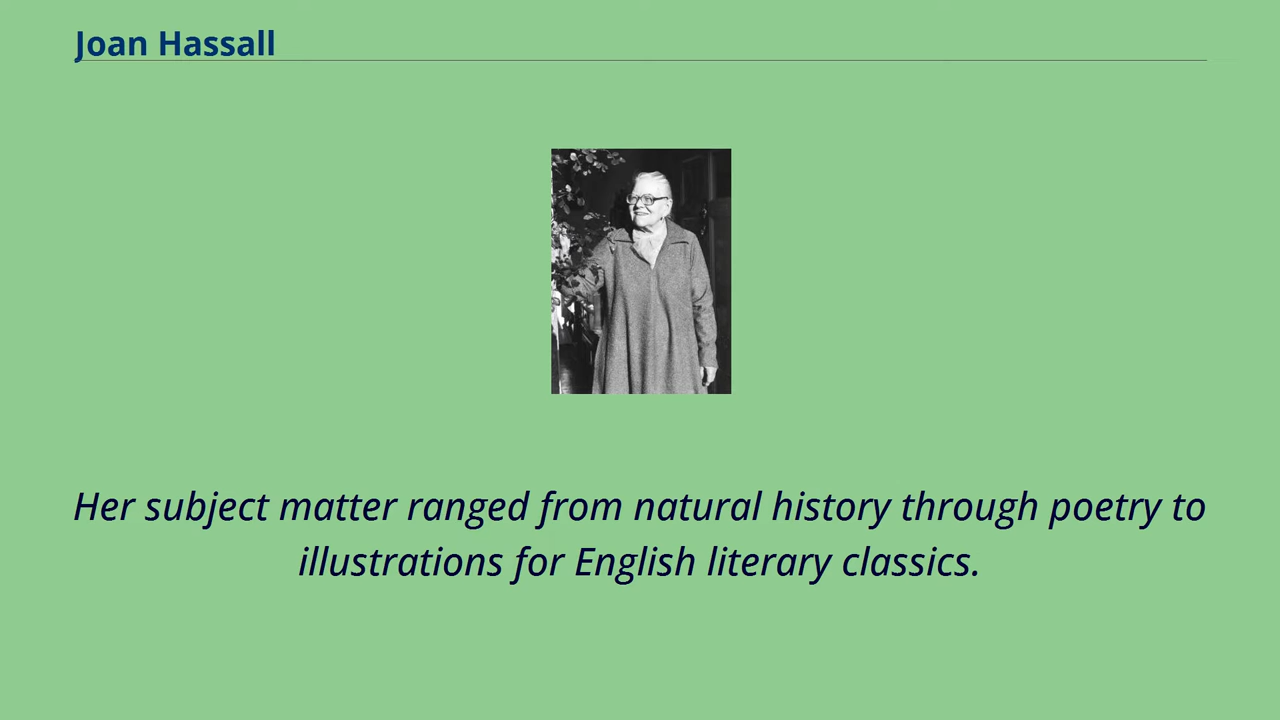 Joan Hassall
Her subject matter ranged from natural history through poetry to
illustrations for English literary classics.